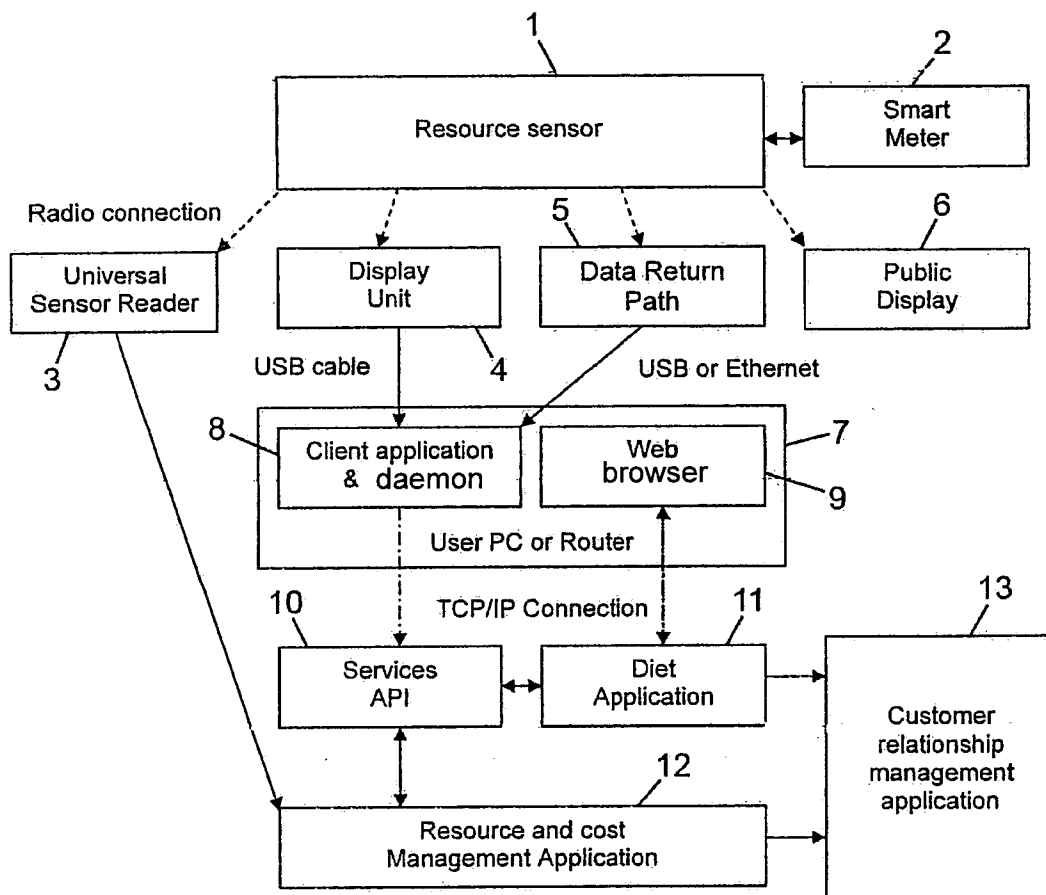 1
2
Resource sensor
Smart
Meter
Radio connection
5
6
Universal
Sensor Reader
Display
Unit
Data Return
Path
Public
Display
3
USB cable
4
USB or Ethernet
8
Client application
& daemon
Web
browser
7
9
User PC or Router
10
TCP/IP Connection
11
13
Services
API
Diet
Application
Customer
relationship
management
application
12
Resource and cost
Management Application